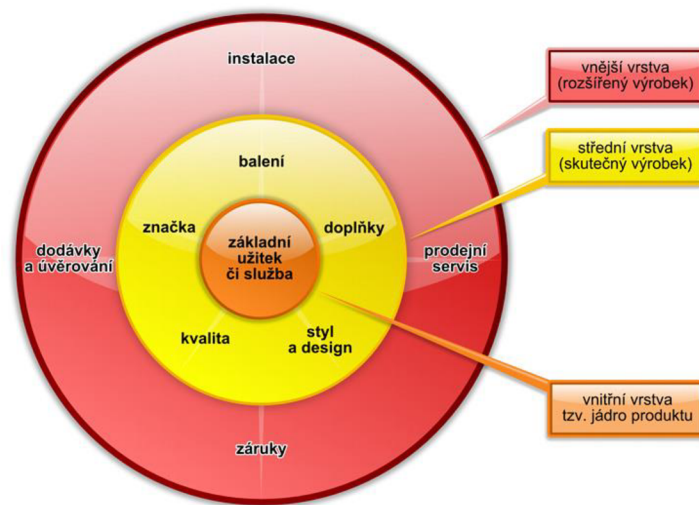 instalace
balení
značka
doplňky
základní
užitek
či služba
dodávky
a úvěrování
prodejní
servis
kvalita
styl
a design
záruky
vnější vrstva
(rozšířený výrobek)
střední vrstva
(skutečný výrobek)
vnitřní vrstva
tzv. jádro produktu